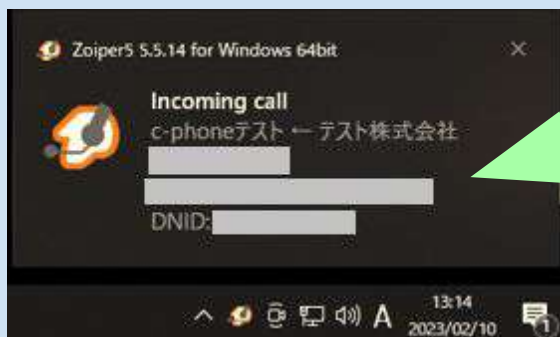 Zoiper5 5.5.14 for Windows 64bit
Incoming call
c-phoneテスト ← テスト株式会社
DNID:
A
13:14
2023/02/10
1